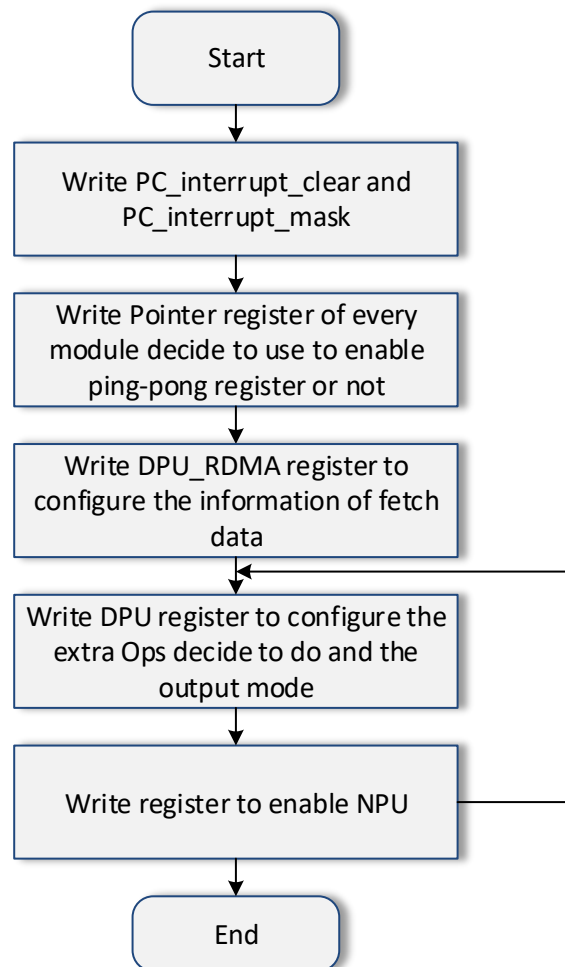 Start
Write PC_interrupt_clear and
PC_interrupt_mask
Write Pointer register of every
module decide to use to enable
ping-pong register or not
Write DPU_RDMA register to
configure the information of fetch
data
Write DPU register to configure the
extra Ops decide to do and the
output mode
Write register to enable NPU
End